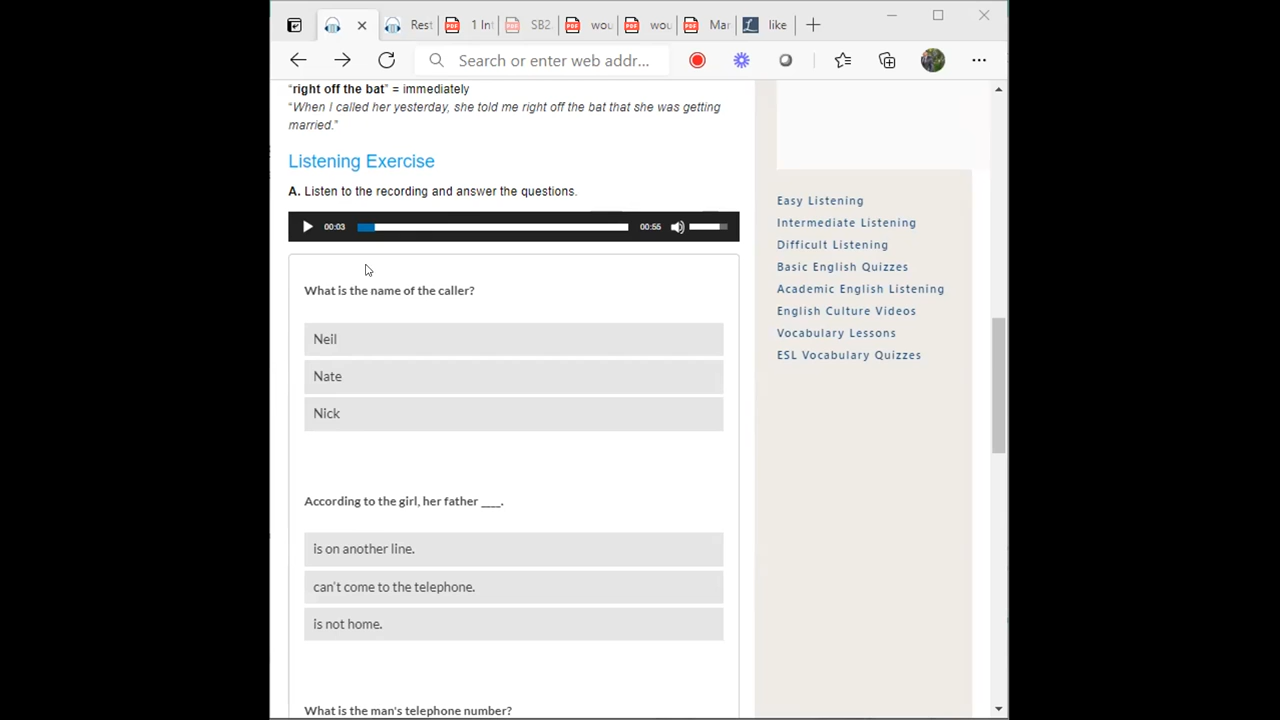 Rest
1 Int
SB2
wou
wou
Mar
like
Search or enter web addr...
“right off the bat” = immediately
“When I called her yesterday, she told me right off the bat that she was getting
married.”
Listening Exercise
A. Listen to the recording and answer the questions.
00:03
00:55
What is the name of the caller?
Neil
Nate
Nick
According to the girl, her father ____.
is on another line.
can't come to the telephone.
is not home.
What is the man's telephone number?
Easy Listening
Intermediate Listening
Difficult Listening
Basic English Quizzes
Academic English Listening
English Culture Videos
Vocabulary Lessons
ESL Vocabulary Quizzes